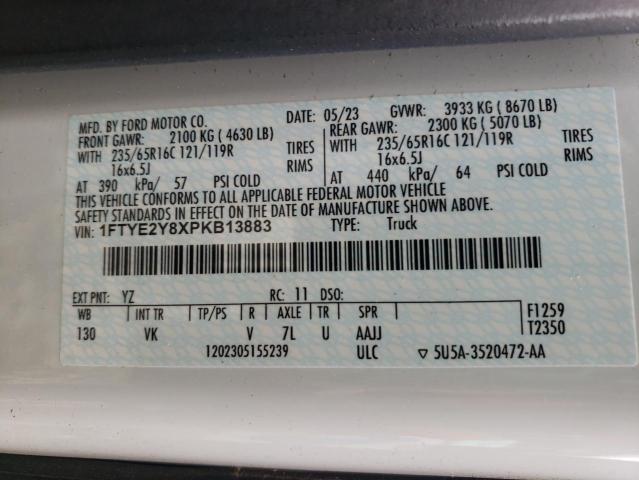 MFD. BY FORD MOTOR CO. DATE: 05/23 GVWR: 3933 KG ( 8670 LB)
FRONT GAWR: 2100 KG ( 4630 LB) REAR GAWR: 2300 KG ( 5070 LB)
WITH 235/65R16C 121/119R TIRES WITH 235/65R16C 121/119R TIRES
16x6.5J RIMS 16x6.5J RIMS
AT 390 kPa/ 57 PSI COLD AT 440 kPa/ 64 PSI COLD
THIS VEHICLE CONFORMS TO ALL APPLICABLE FEDERAL MOTOR VEHICLE
SAFETY STANDARDS IN EFFECT ON THE DATE OF MANUFACTURE SHOWN ABOVE.
VIN: 1FTYE2Y8XPKB13883 TYPE: Truck
EXT PNT: YZ RC: 11 DSO:
WB INT TR TP/PS R AXLE TR SPR F1259
130 VK V 7L U AAJJ T2350
1202305155239 ULC ▽ 5U5A-3520472-AA